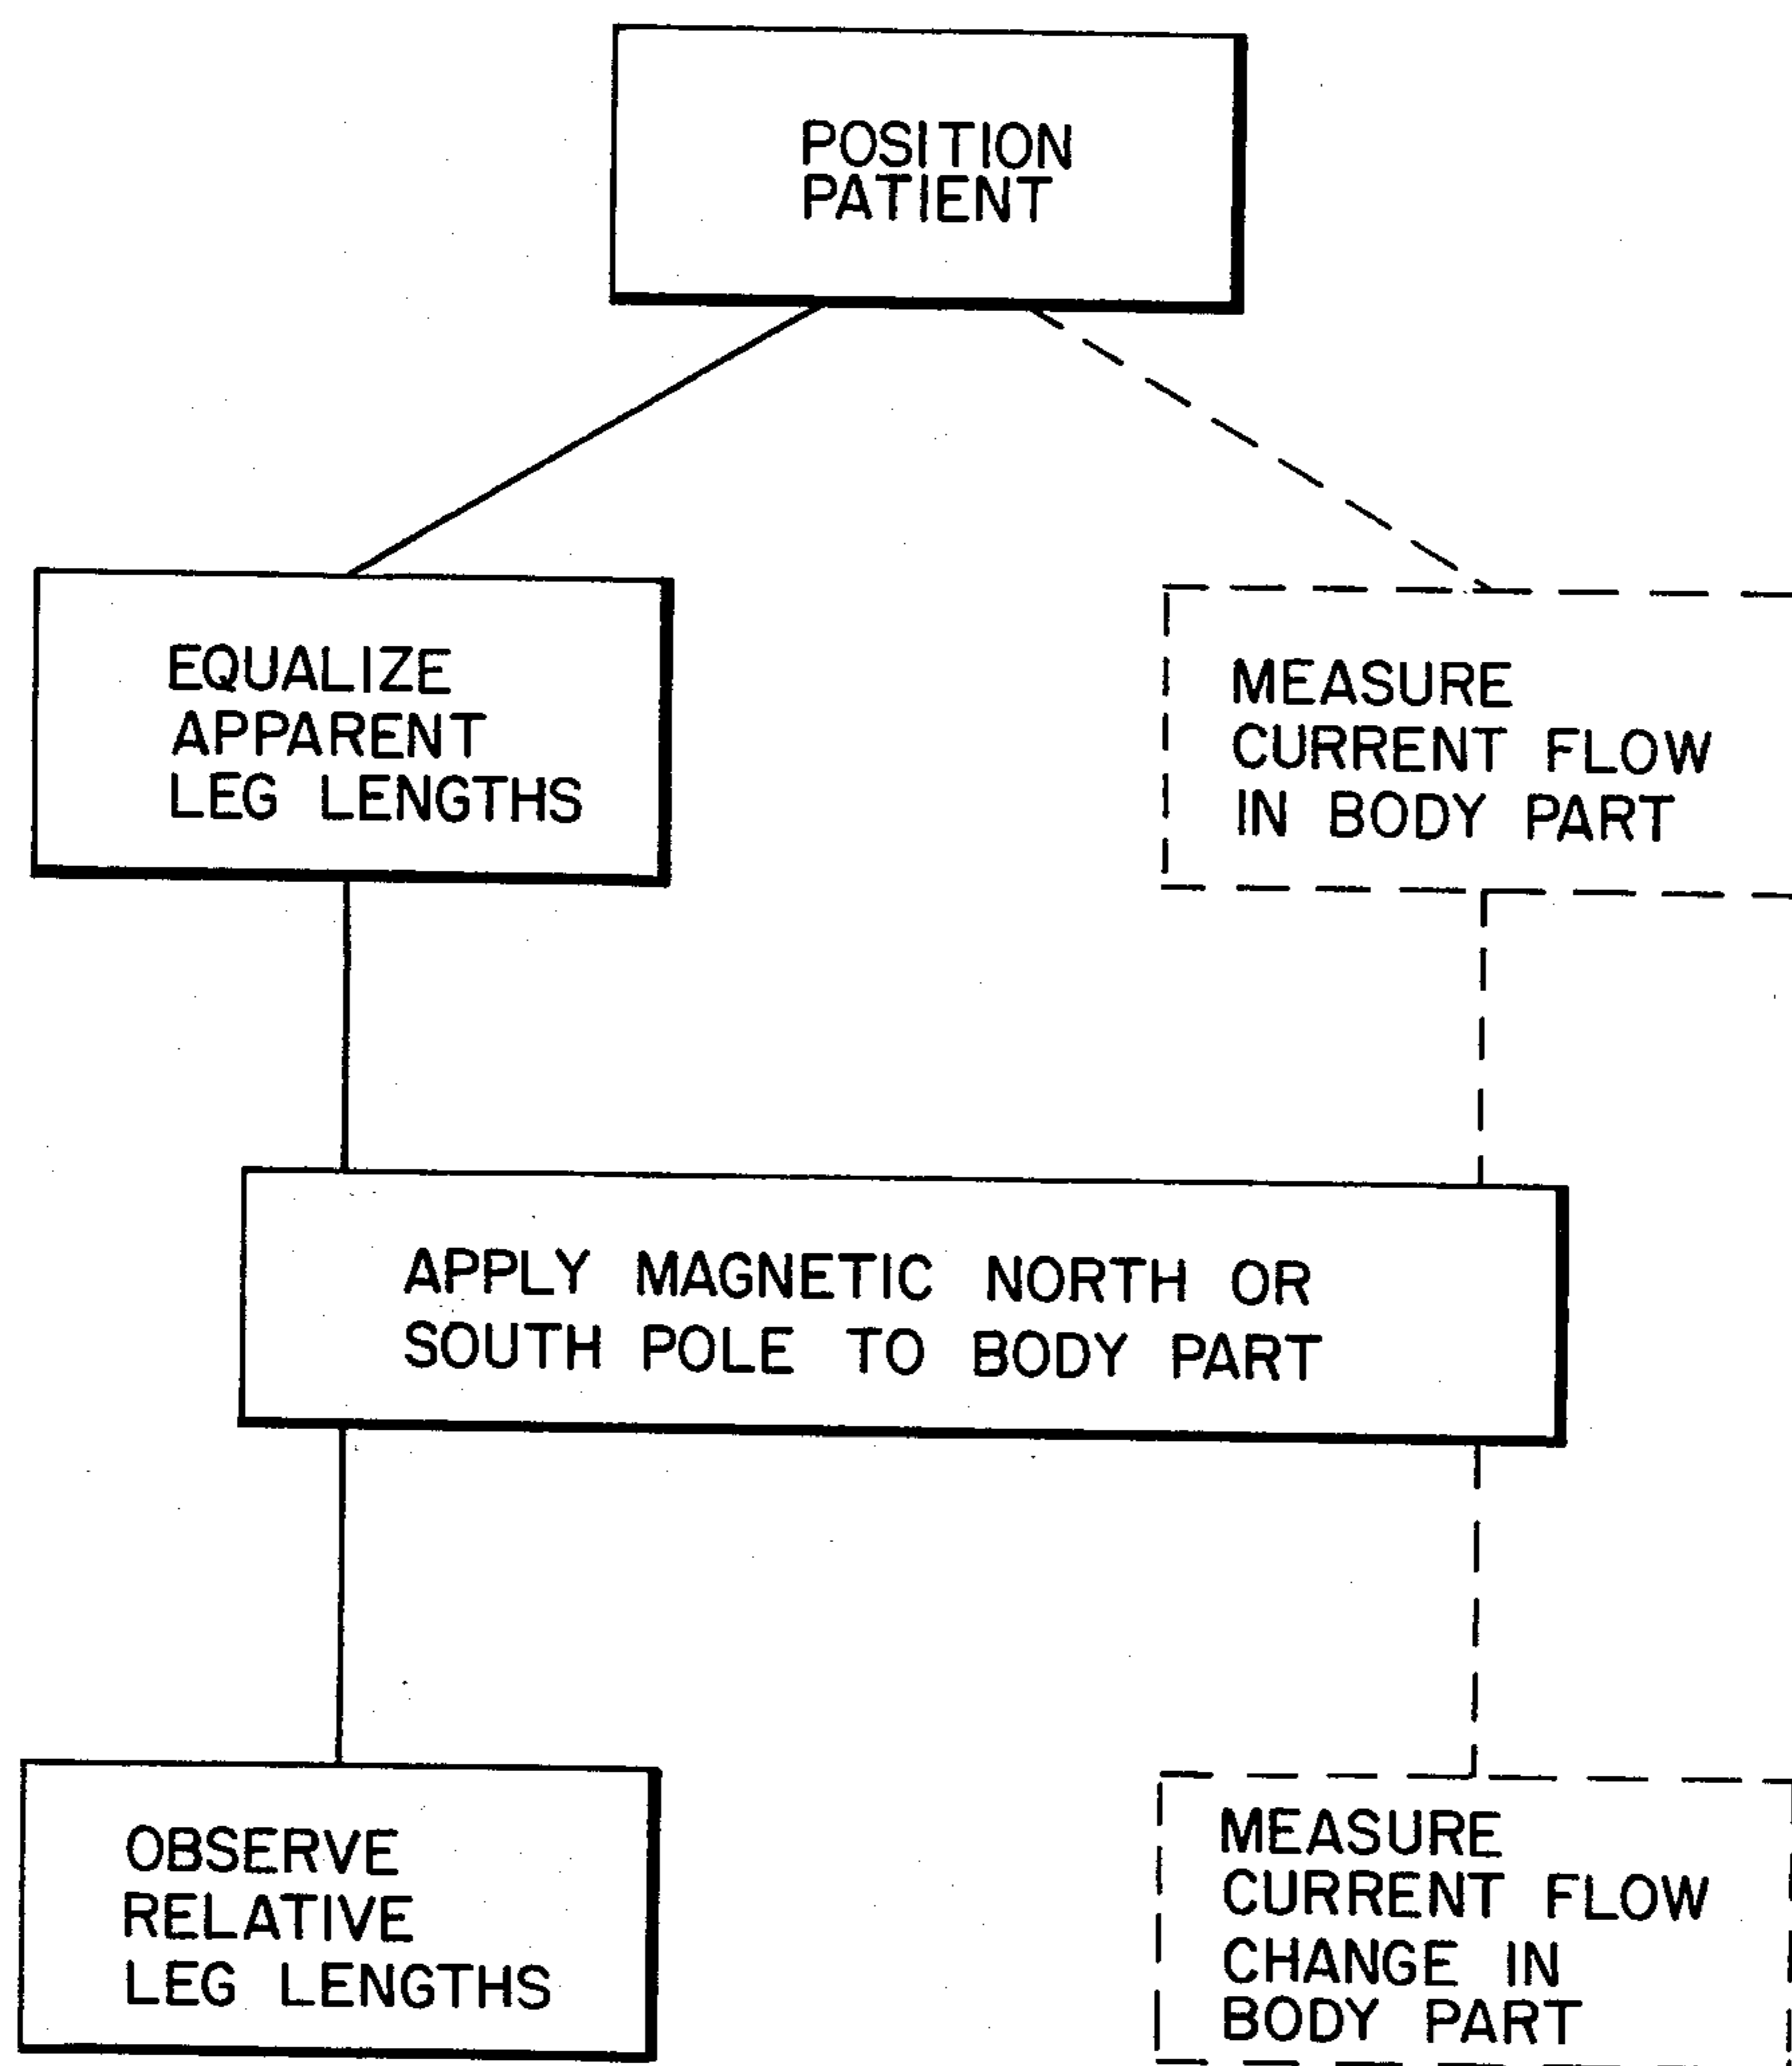 POSITION
PATIENT
EQUALIZE
APPARENT
LEG LENGTHS
MEASURE
CURRENT FLOW
IN BODY PART
APPLY MAGNETIC NORTH OR
SOUTH POLE TO BODY PART
OBSERVE
RELATIVE
LEG LENGTHS
MEASURE
CURRENT FLOW
CHANGE IN
BODY PART